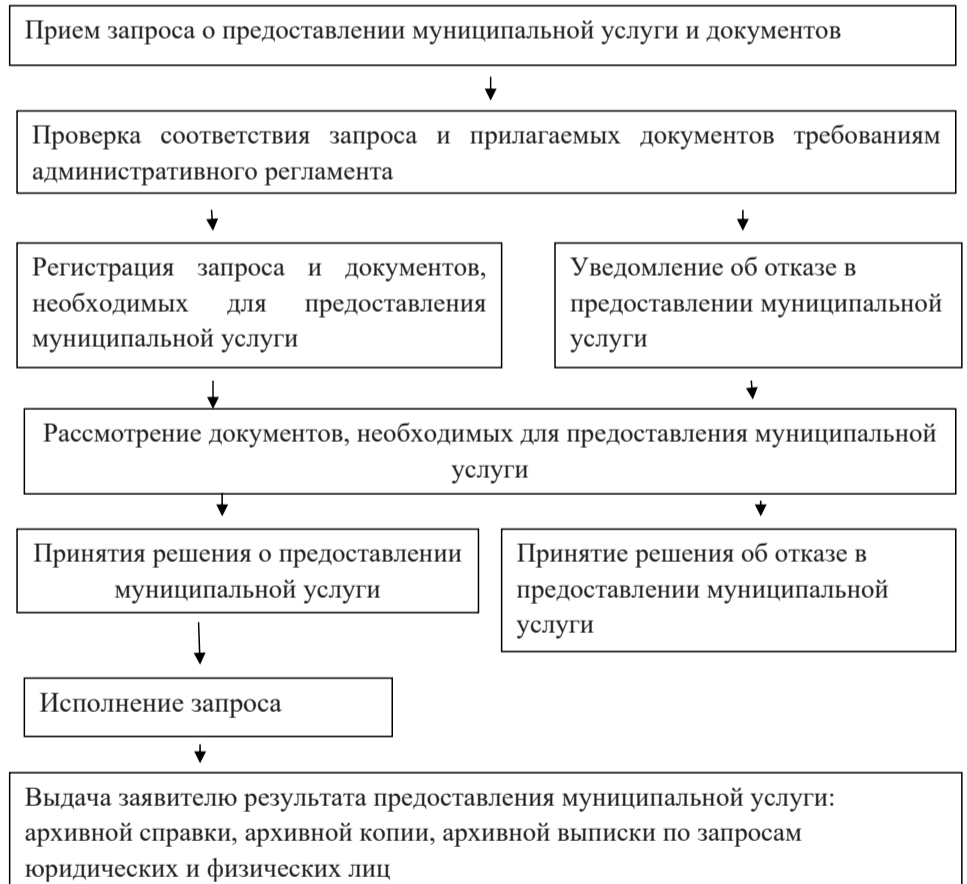 Прием запроса о предоставлении муниципальной услуги и документов
Проверка соответствия запроса и прилагаемых документов требованиям
административного регламента
Регистрация запроса и документов,
необходимых для предоставления
муниципальной услуги
Уведомление об отказе в
предоставлении муниципальной
услуги
Рассмотрение документов, необходимых для предоставления муниципальной
услуги
Принятия решения о предоставлении
муниципальной услуги
Принятие решения об отказе в
предоставлении муниципальной
услуги
Исполнение запроса
Выдача заявителю результата предоставления муниципальной услуги:
архивной справки, архивной копии, архивной выписки по запросам
юридических и физических лиц